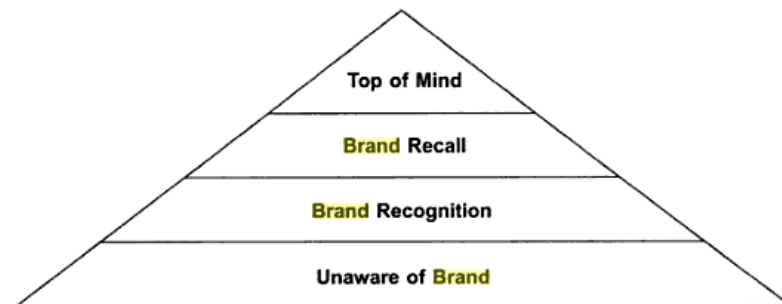 Top of Mind
Brand Recall
Brand Recognition
Unaware of Brand